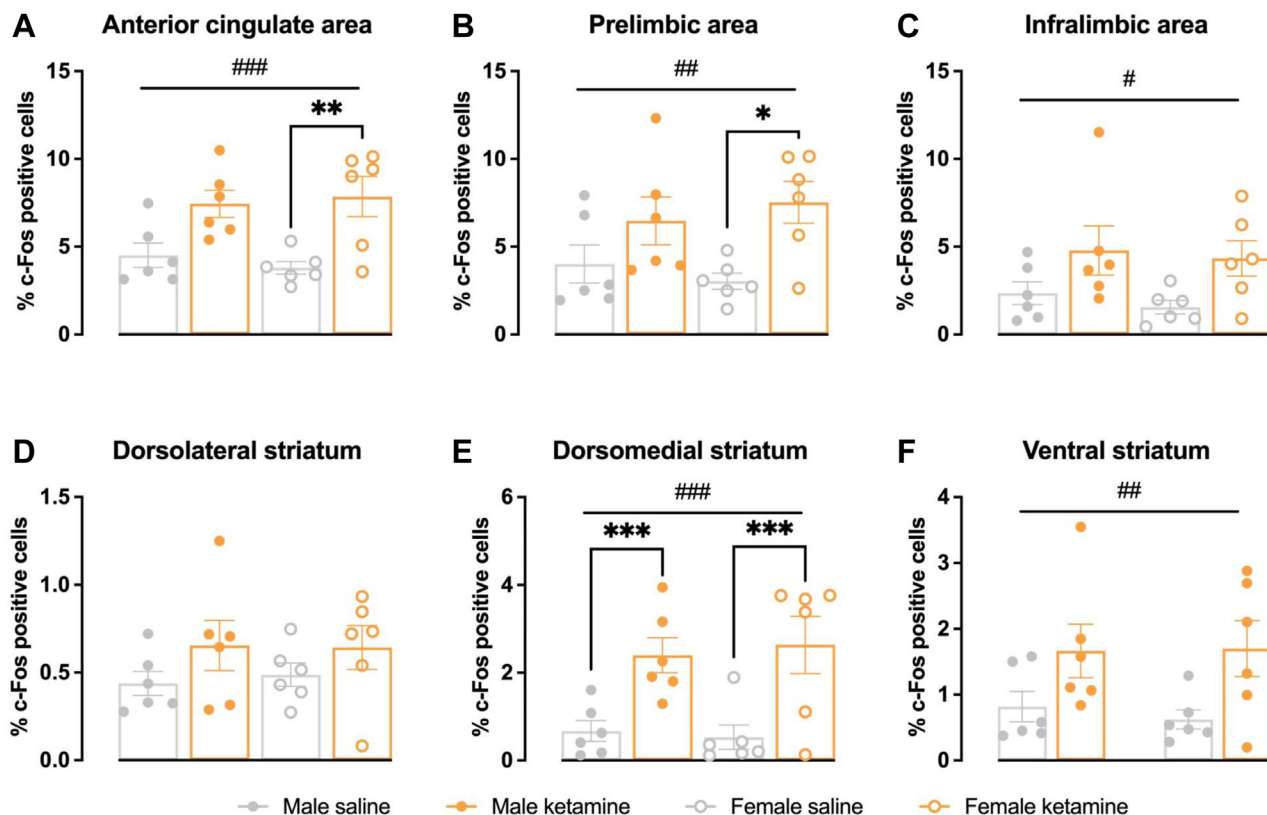 A Anterior cingulate area
% c-Fos positive cells
15
10
5
0
###
**
B Prelimbic area
% c-Fos positive cells
15
10
5
0
##
*
C Infralimbic area
% c-Fos positive cells
15
10
5
0
#
D Dorsolateral striatum
% c-Fos positive cells
1.5
1.0
0.5
0.0
E Dorsomedial striatum
% c-Fos positive cells
6
4
2
0
###
*** ***
F Ventral striatum
% c-Fos positive cells
4
3
2
1
0
##
Male saline Male ketamine Female saline Female ketamine